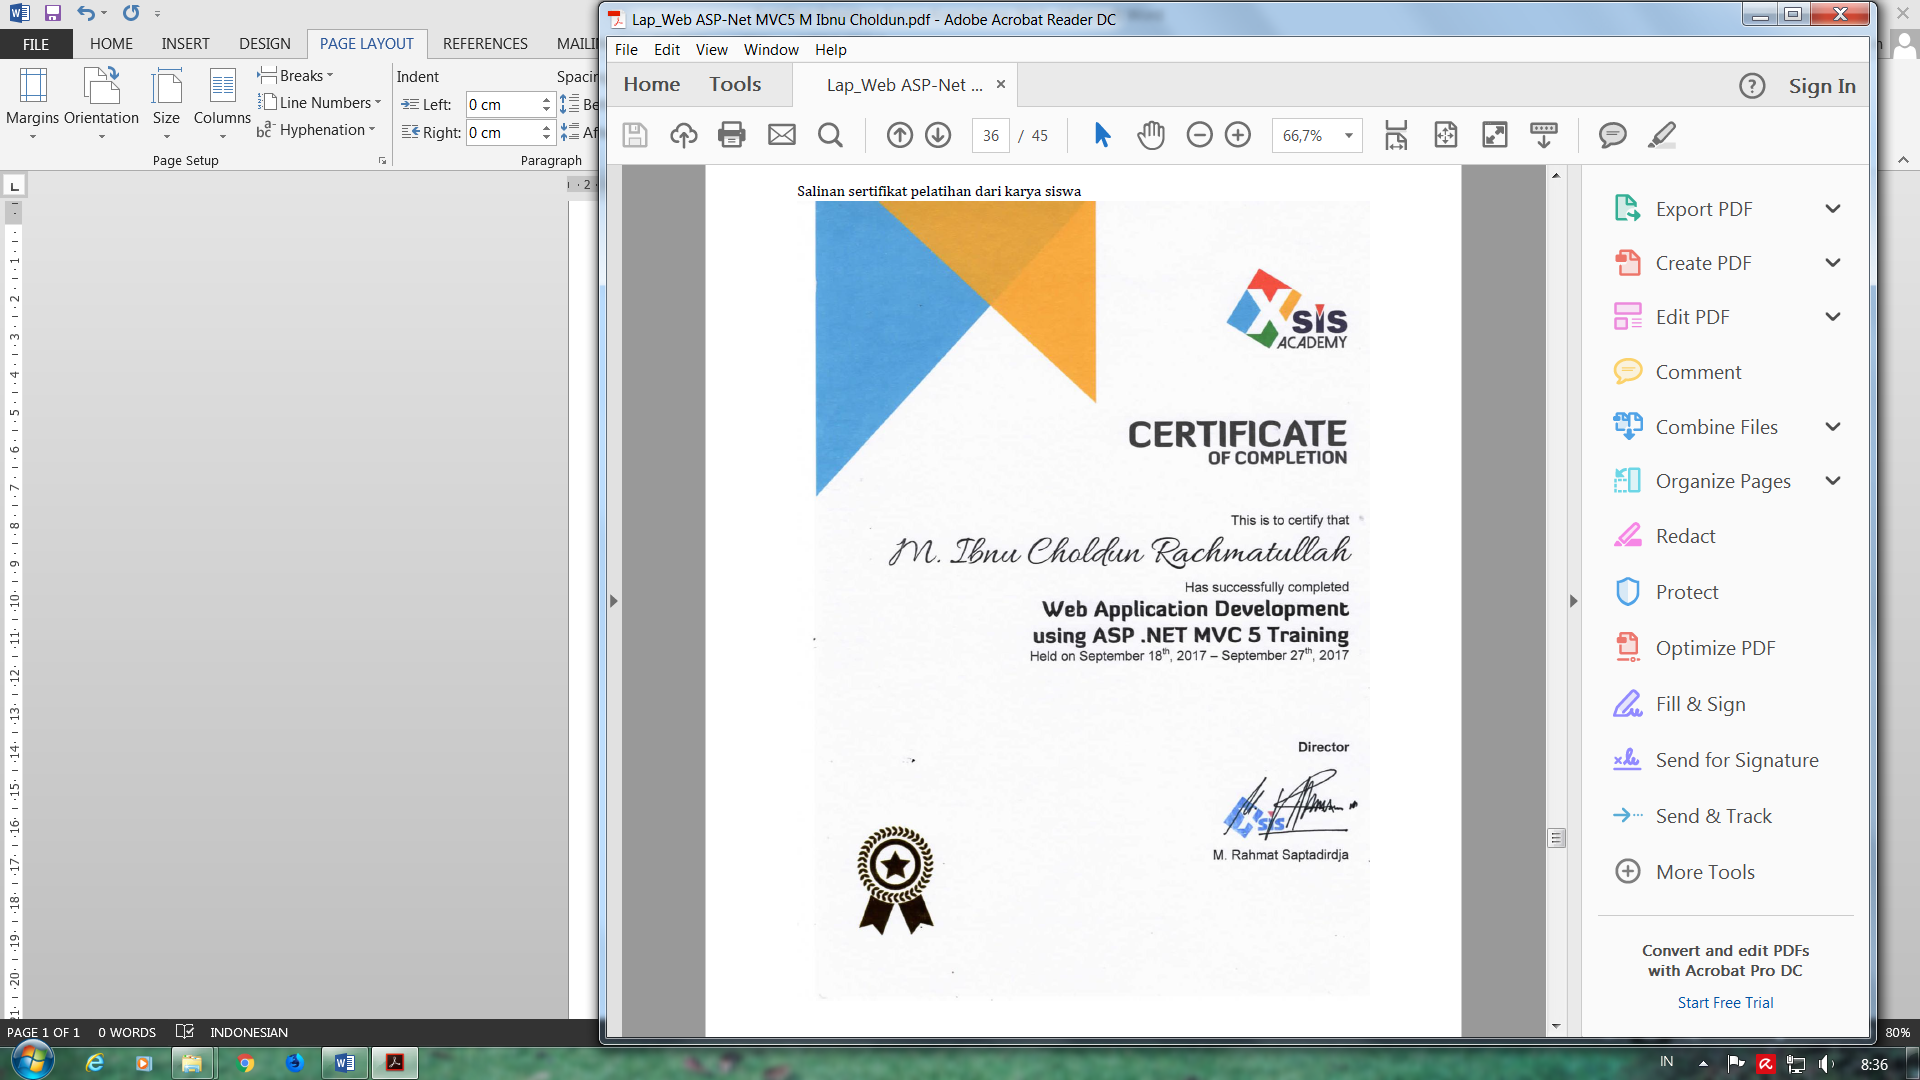 FILE
HOME
INSERT
DESIGN
PAGE LAYOUT
REFERENCES
Margins
Orientation
Size
Columns
Breaks
Line Numbers
Hyphenation
Page Setup
Indent
Left: 0 cm
Right: 0 cm
Paragraph
Lap_Web ASP-Net MVC5 M Ibnu Choldun.pdf - Adobe Acrobat Reader DC
File Edit View Window Help
Home Tools Lap_Web ASP-Net ... Sign In
36 / 45
66,7%
Salinan sertifikat pelatihan dari karya siswa
Xsis
ACADEMY
CERTIFICATE
OF COMPLETION
This is to certify that
M. Ibnu Choldun Rachmatullah
Has successfully completed
Web Application Development
using ASP .NET MVC 5 Training
Held on September 18th, 2017 – September 27th, 2017
Director
M. Rahmat Saptadirdja
Export PDF
Create PDF
Edit PDF
Comment
Combine Files
Organize Pages
Redact
Protect
Optimize PDF
Fill & Sign
Send for Signature
Send & Track
More Tools
Convert and edit PDFs
with Acrobat Pro DC
Start Free Trial
PAGE 1 OF 1 0 WORDS INDONESIAN
80%
IN
8:36